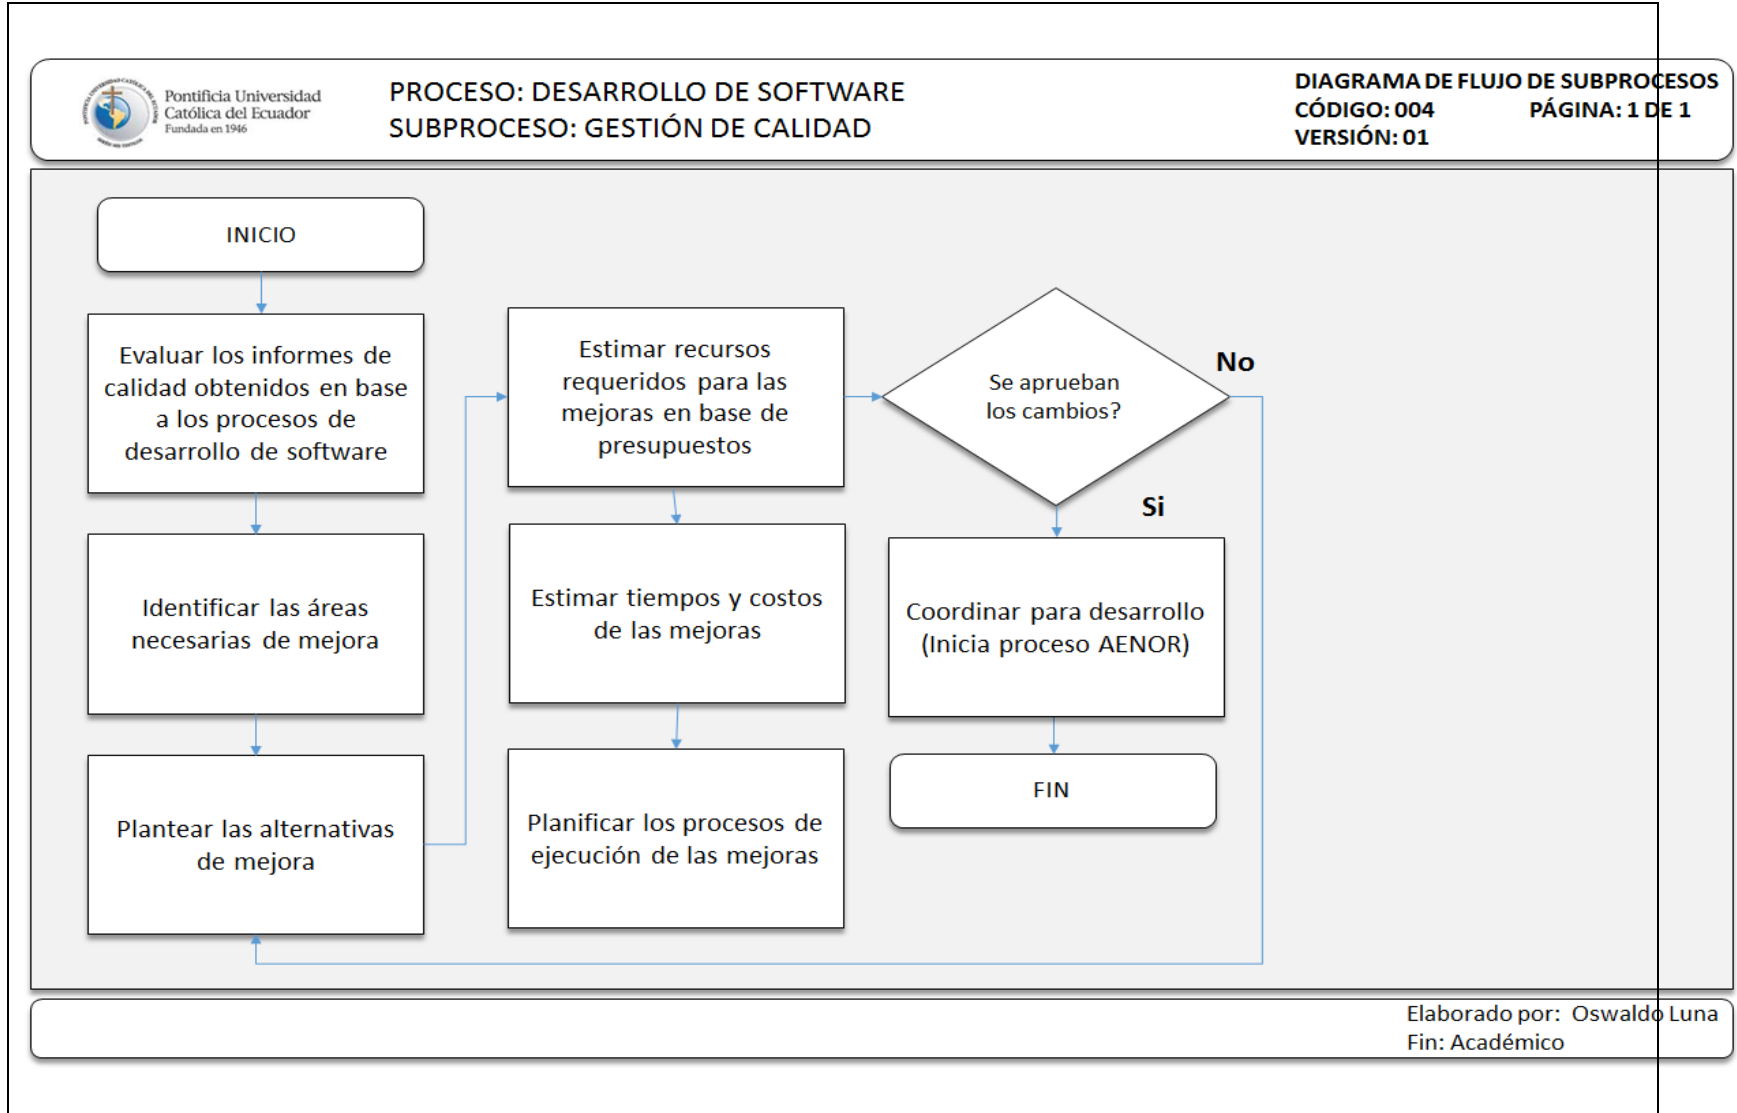 Pontificia Universidad
Católica del Ecuador
Fundada en 1946
PROCESO: DESARROLLO DE SOFTWARE
SUBPROCESO: GESTIÓN DE CALIDAD
DIAGRAMA DE FLUJO DE SUBPROCESOS
CÓDIGO: 004 PÁGINA: 1 DE 1
VERSIÓN: 01
INICIO
Evaluar los informes de
calidad obtenidos en base
a los procesos de
desarrollo de software
Identificar las áreas
necesarias de mejora
Plantear las alternativas
de mejora
Estimar recursos
requeridos para las
mejoras en base de
presupuestos
Estimar tiempos y costos
de las mejoras
Planificar los procesos de
ejecución de las mejoras
Se aprueban
los cambios?
No
Si
Coordinar para desarrollo
(Inicia proceso AENOR)
FIN
Elaborado por: Oswaldo Luna
Fin: Académico